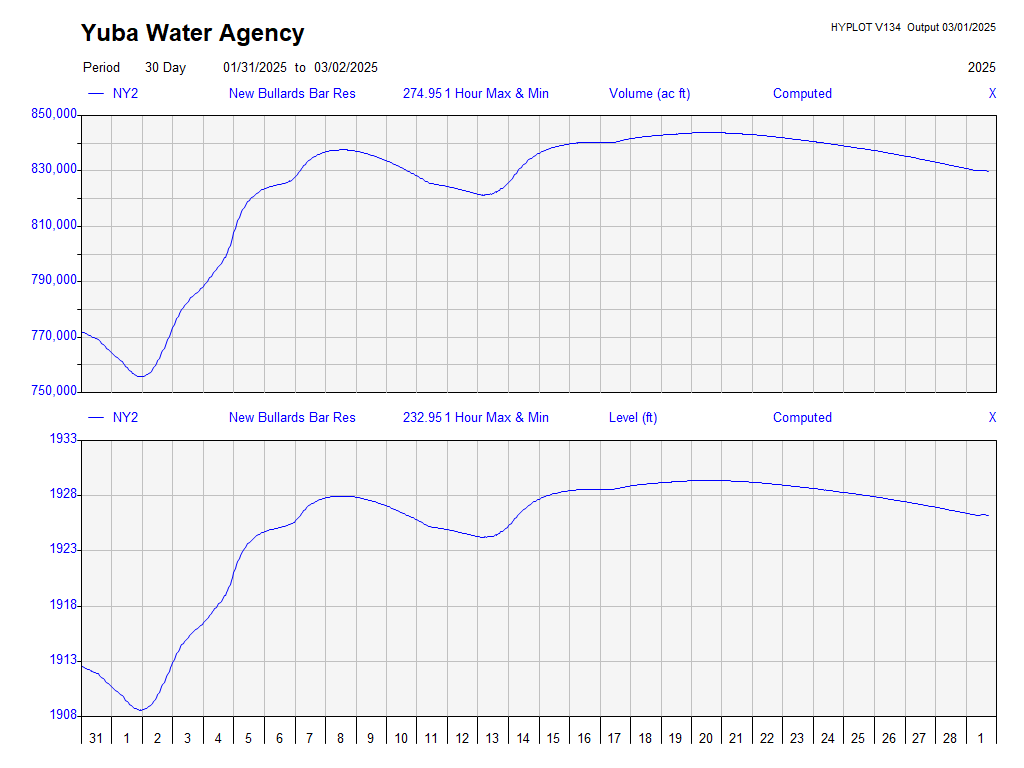 Yuba Water Agency
HYPLOT V134 Output 03/01/2025
Period 30 Day 01/31/2025 to 03/02/2025 2025
NY2 New Bullards Bar Res 274.95 1 Hour Max & Min Volume (ac ft) Computed X
850,000
830,000
810,000
790,000
770,000
750,000
NY2 New Bullards Bar Res 232.95 1 Hour Max & Min Level (ft) Computed X
1933
1928
1923
1918
1913
1908
31 1 2 3 4 5 6 7 8 9 10 11 12 13 14 15 16 17 18 19 20 21 22 23 24 25 26 27 28 1